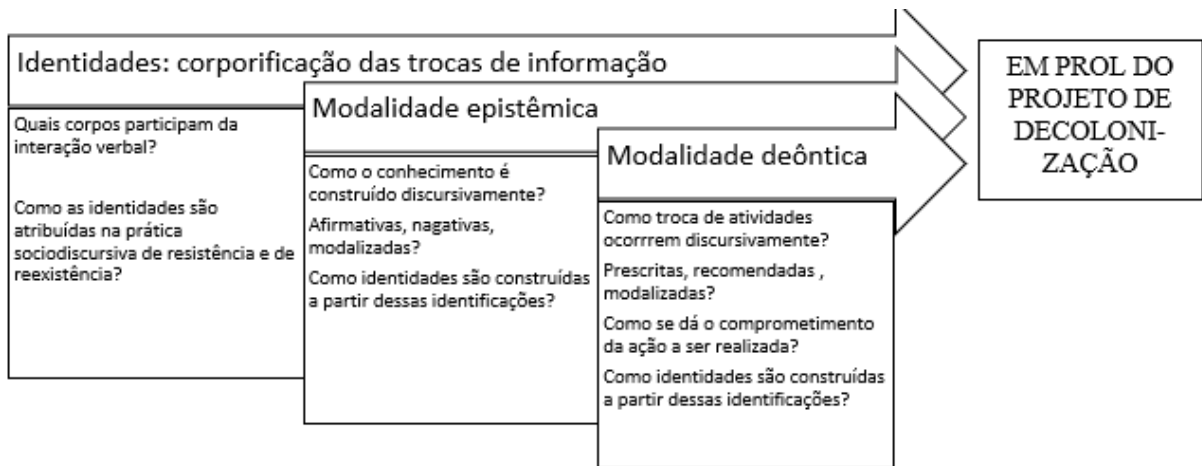 Identidades: corporificação das trocas de informação
Quais corpos participam da
interação verbal?
Como as identidades são
atribuídas na prática
sociodiscursiva de resistência e de
reexistência?
Modalidade epistêmica
Como o conhecimento é
construído discursivamente?
Afirmativas, nagativas,
modalizadas?
Como identidades são construídas
a partir dessas identificações?
Modalidade deôntica
Como troca de atividades
ocorrrem discursivamente?
Prescritas, recomendadas ,
modalizadas?
Como se dá o comprometimento
da ação a ser realizada?
Como identidades são construídas
a partir dessas identificações?
EM PROL DO
PROJETO DE
DECOLONI-
ZAÇÃO